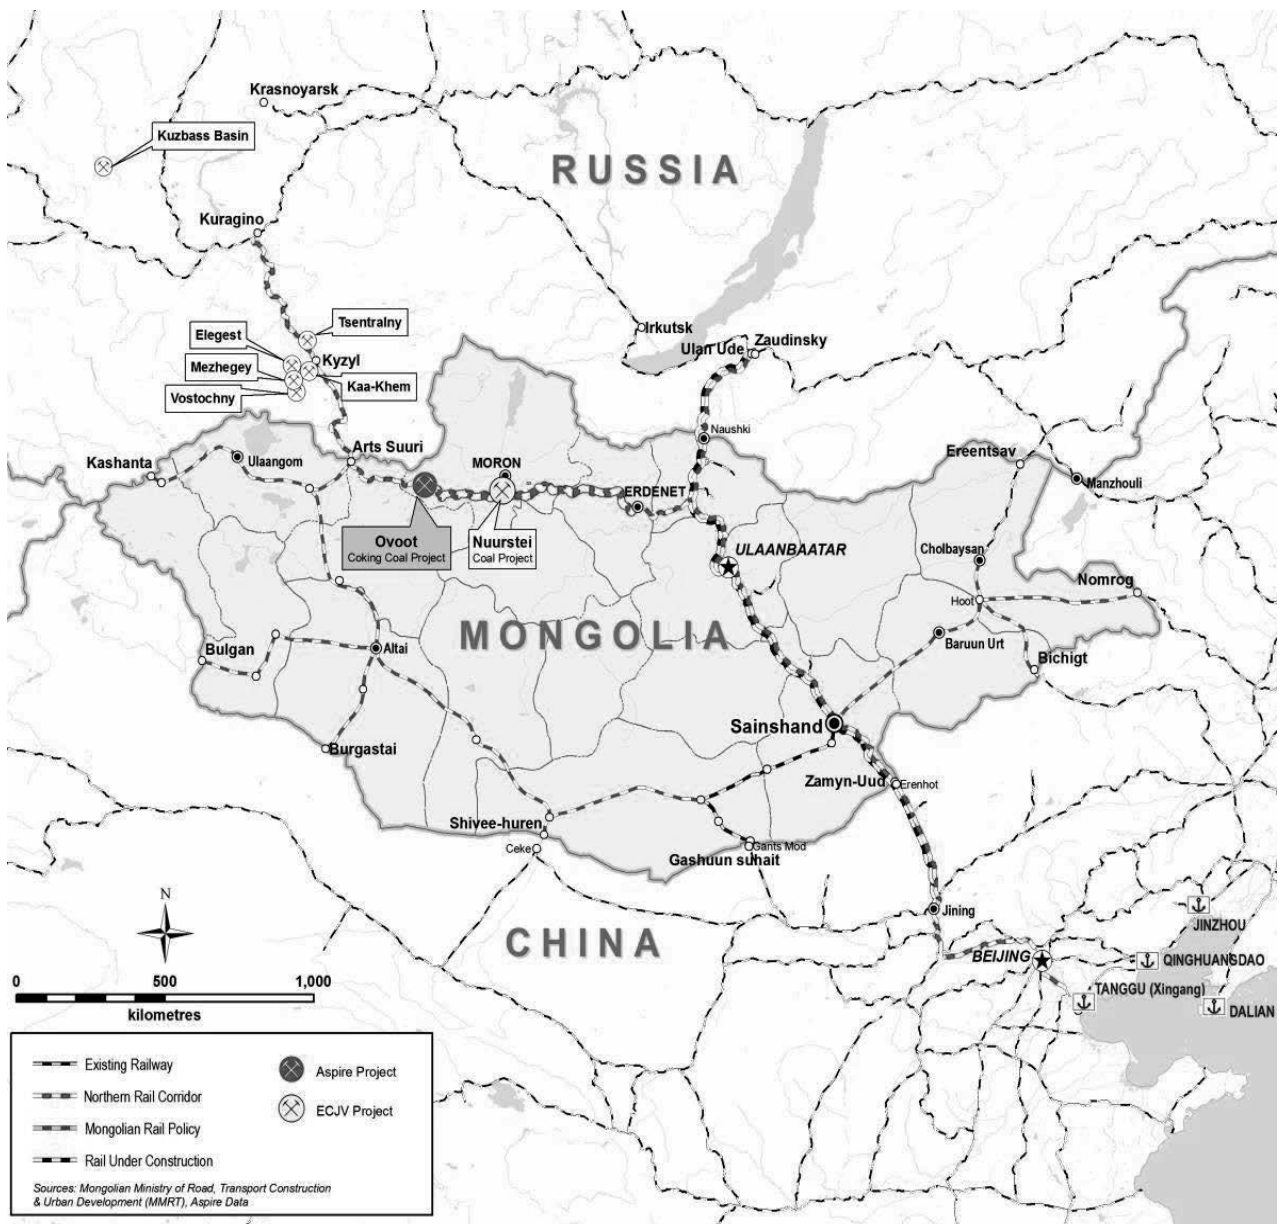 Krasnoyarsk
Kuzbass Basin
RUSSIA
Kuragino
Tsentralny
Irkutsk
Elegest
Zaudinsky
Ulan Ude
Kyzyl
Mezhegey
Kaa-Khem
Vostochny
Naushki
Arts Suuri
Ereentsav
Kashanta
Ulaangom
MORON
Manzhouli
ERDENET
Ovoot
Coking Coal Project
Nuurstei
Coal Project
ULAANBAATAR
Cholbaysan
Nomrog
Hoot
MONGOLIA
Bulgan
Altai
Baruun Urt
Bichigt
Sainshand
Burgastai
Zamyn-Uud
Erenhot
Shivee-huren
Ceke
Gants Mod
Gashuun suhait
N
Jining
JINZHOU
CHINA
BEIJING
QINGHUANGDAO
TANGGU (Xingang)
DALIAN
0 500 1,000
kilometres
Existing Railway
Northern Rail Corridor
Mongolian Rail Policy
Rail Under Construction
Aspire Project
ECJV Project
Sources: Mongolian Ministry of Road, Transport Construction
& Urban Development (MMRT), Aspire Data